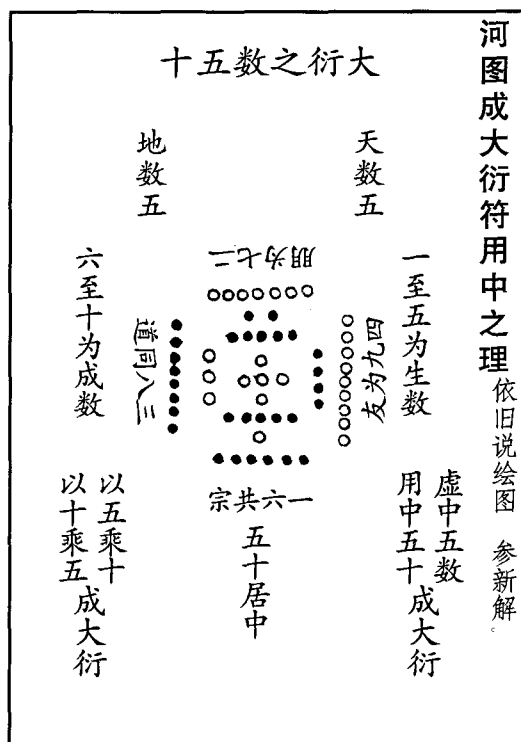 河图成大衍符用中之理
依旧说绘图 参新解。
大衍之数五十
天数五
地数五
一至五为生数
六至十为成数
二七为朋
四九为友
三八同道
一六共宗
五十居中
虚中五数
用中五十成大衍
以五乘十
以十乘五成大衍